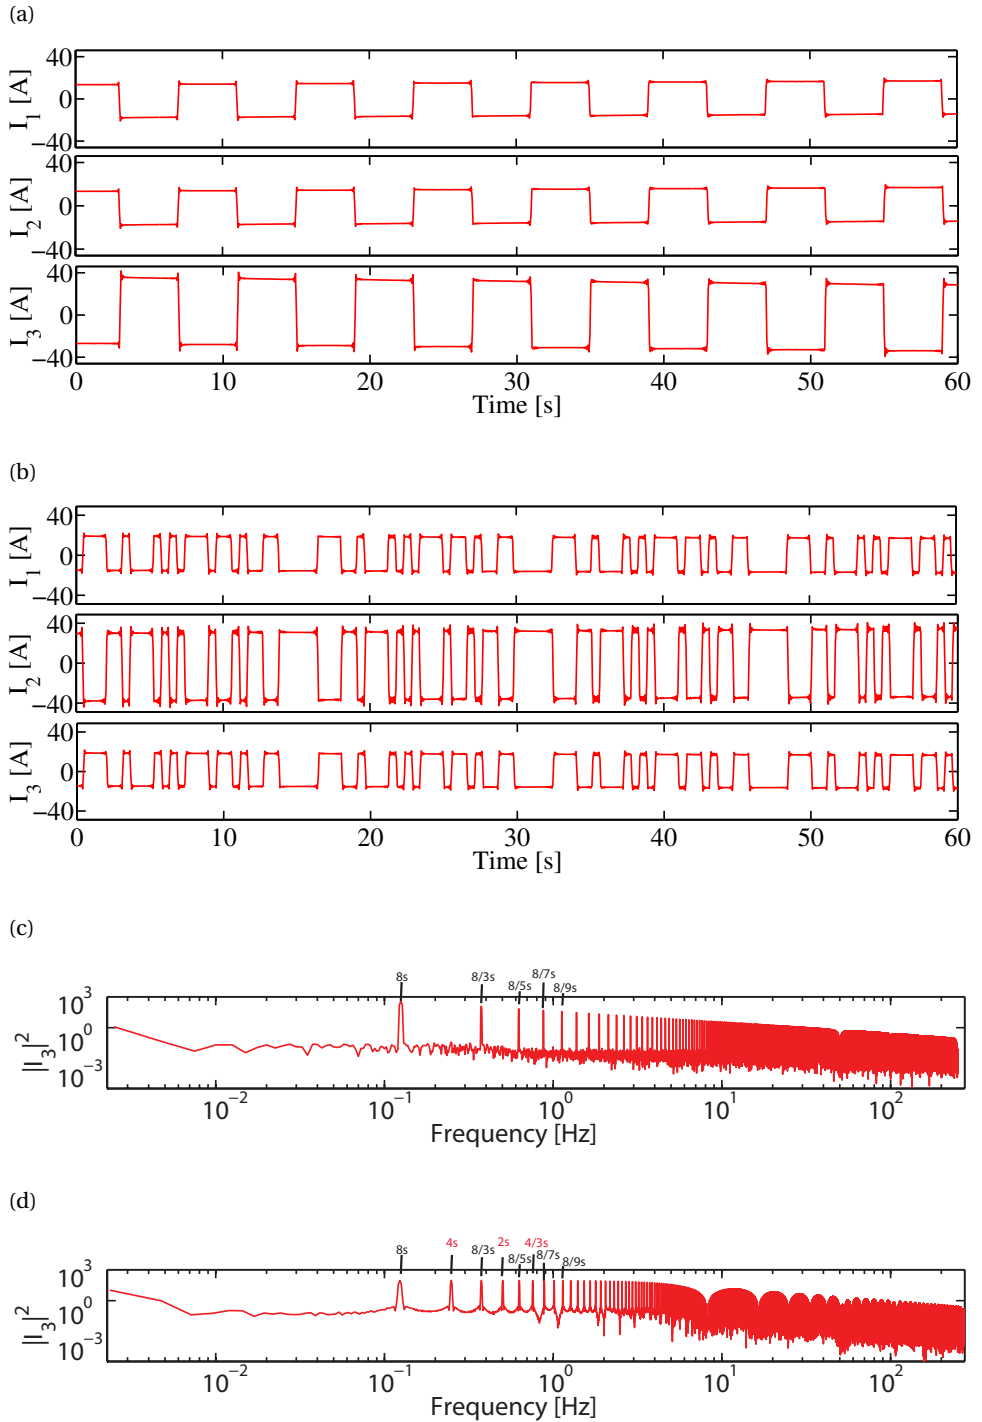 (a)
I1 [A]
40
0
−40
I2 [A]
40
0
−40
I3 [A]
40
0
−40
0 10 20 30 40 50 60
Time [s]
(b)
I1 [A]
40
0
−40
I2 [A]
40
0
−40
I3 [A]
40
0
−40
0 10 20 30 40 50 60
Time [s]
(c)
8s 8/3s 8/5s 8/7s 8/9s
|I3|^2
10^3
10^0
10^−3
10^−2 10^−1 10^0 10^1 10^2
Frequency [Hz]
(d)
8s 4s 8/3s 2s 8/5s 4/3s 8/7s 8/9s
|I3|^2
10^3
10^0
10^−3
10^−2 10^−1 10^0 10^1 10^2
Frequency [Hz]